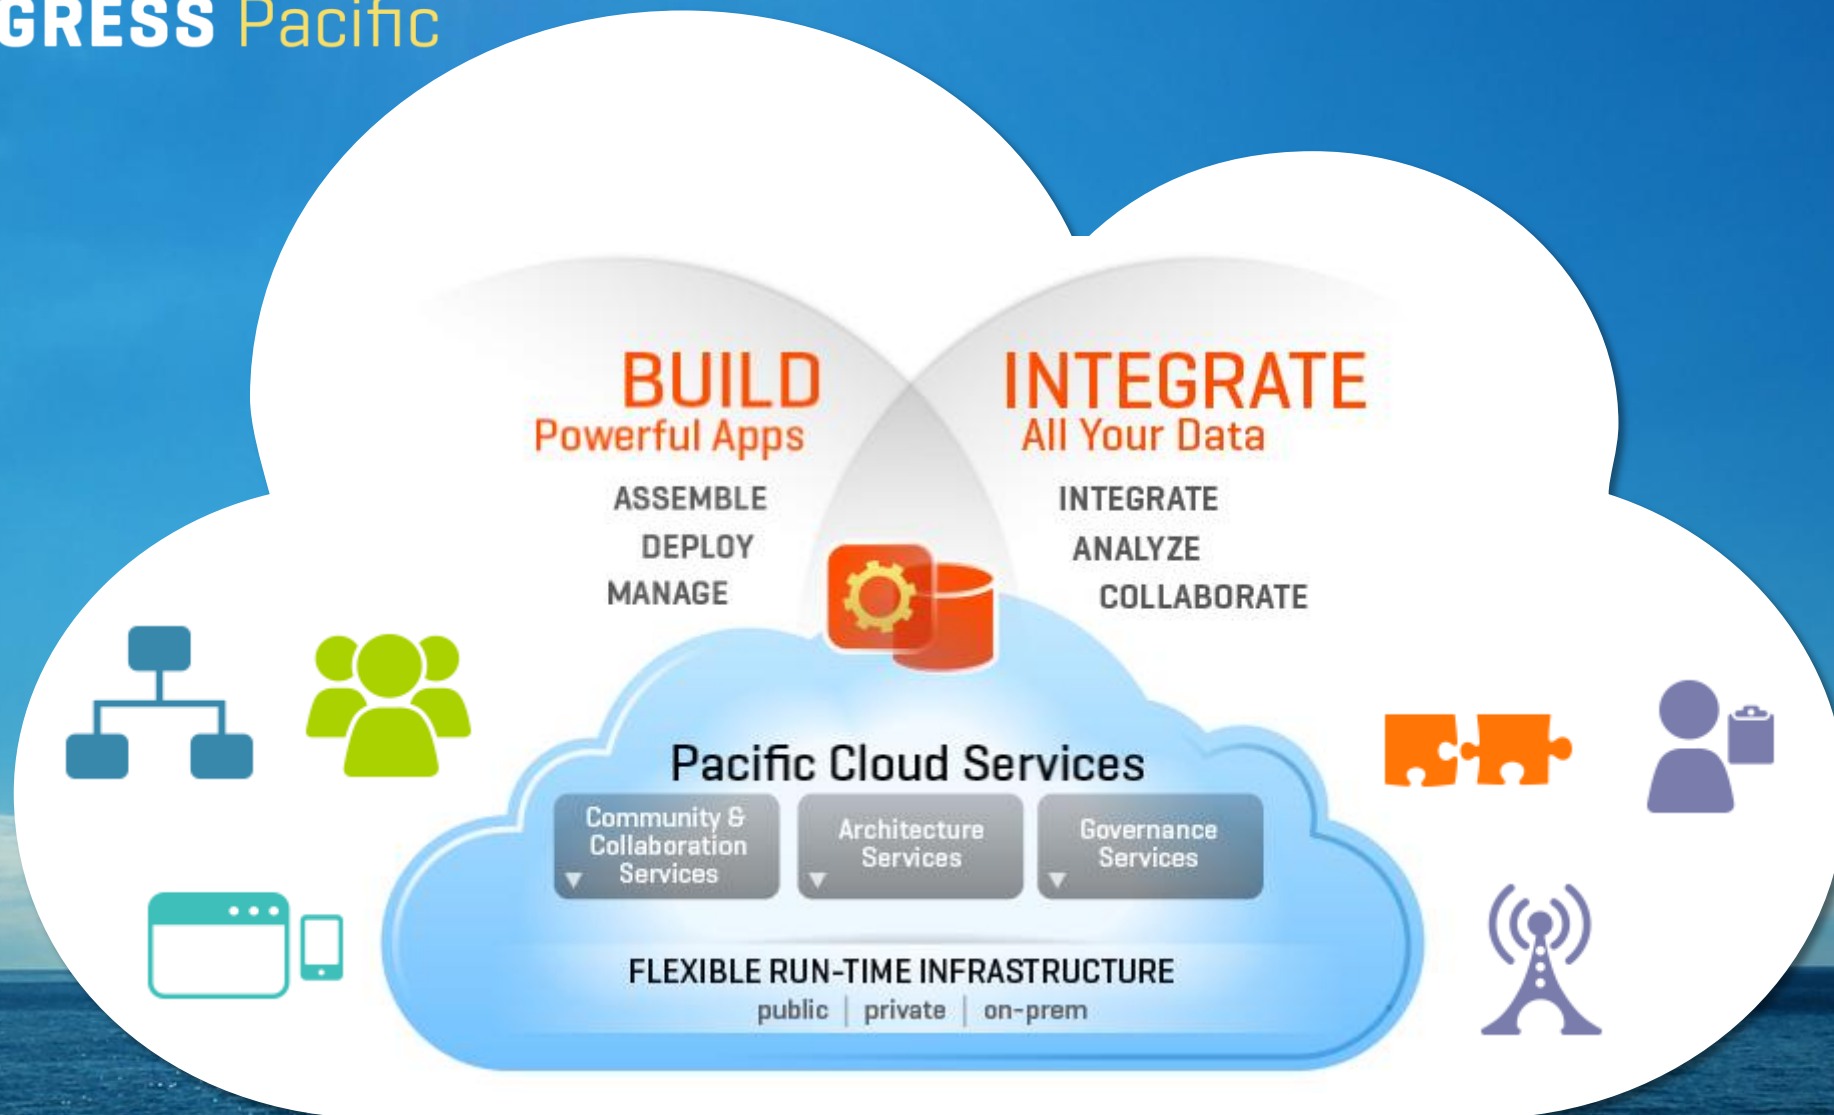 GRESS Pacific
BUILD
Powerful Apps
ASSEMBLE
DEPLOY
MANAGE
INTEGRATE
All Your Data
INTEGRATE
ANALYZE
COLLABORATE
Pacific Cloud Services
Community &
Collaboration
Services
Architecture
Services
Governance
Services
FLEXIBLE RUN-TIME INFRASTRUCTURE
public | private | on-prem